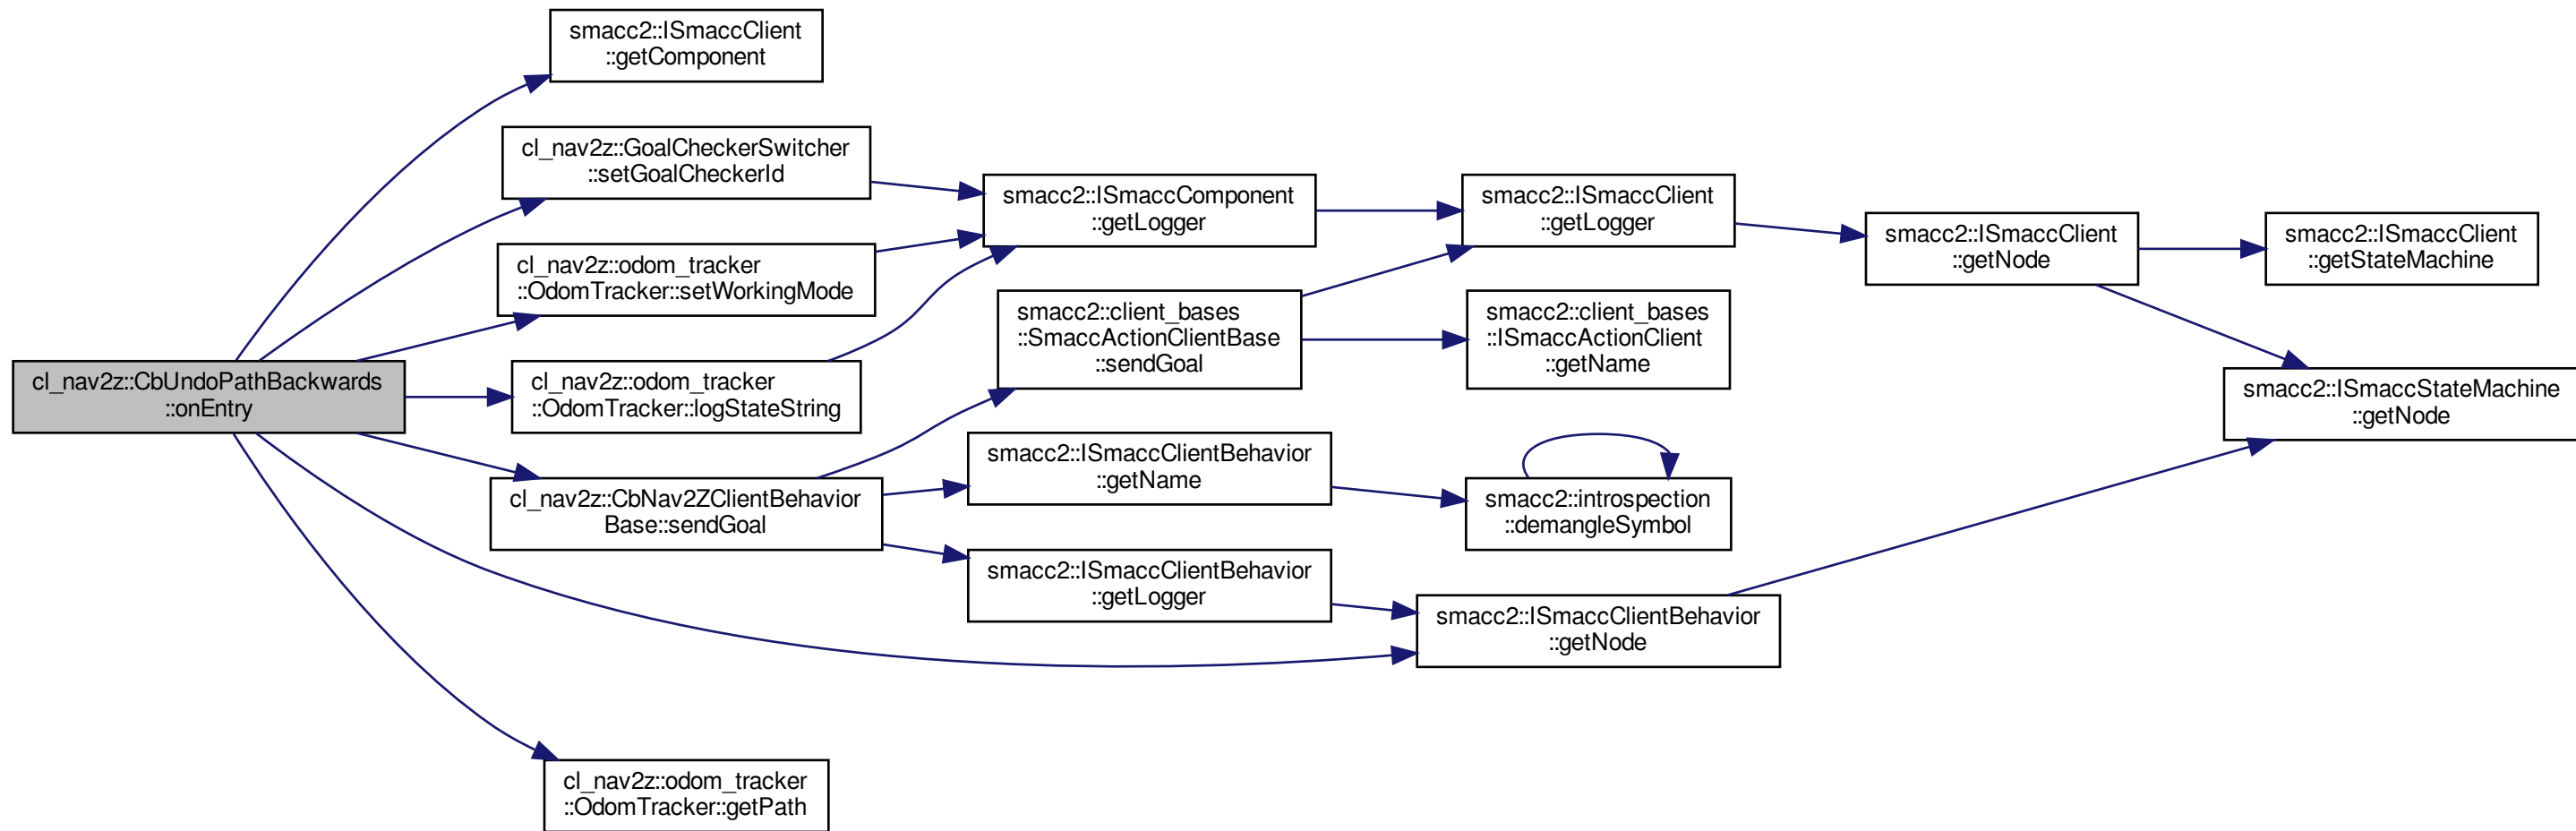 smacc2::ISmaccClient
::getComponent
cl_nav2z::GoalCheckerSwitcher
::setGoalCheckerId
cl_nav2z::odom_tracker
::OdomTracker::setWorkingMode
cl_nav2z::CbUndoPathBackwards
::onEntry
cl_nav2z::odom_tracker
::OdomTracker::logStateString
cl_nav2z::CbNav2ZClientBehavior
Base::sendGoal
cl_nav2z::odom_tracker
::OdomTracker::getPath
smacc2::ISmaccComponent
::getLogger
smacc2::client_bases
::SmaccActionClientBase
::sendGoal
smacc2::ISmaccClientBehavior
::getName
smacc2::ISmaccClientBehavior
::getLogger
smacc2::ISmaccClient
::getLogger
smacc2::client_bases
::ISmaccActionClient
::getName
smacc2::introspection
::demangleSymbol
smacc2::ISmaccClientBehavior
::getNode
smacc2::ISmaccClient
::getNode
smacc2::ISmaccClient
::getStateMachine
smacc2::ISmaccStateMachine
::getNode